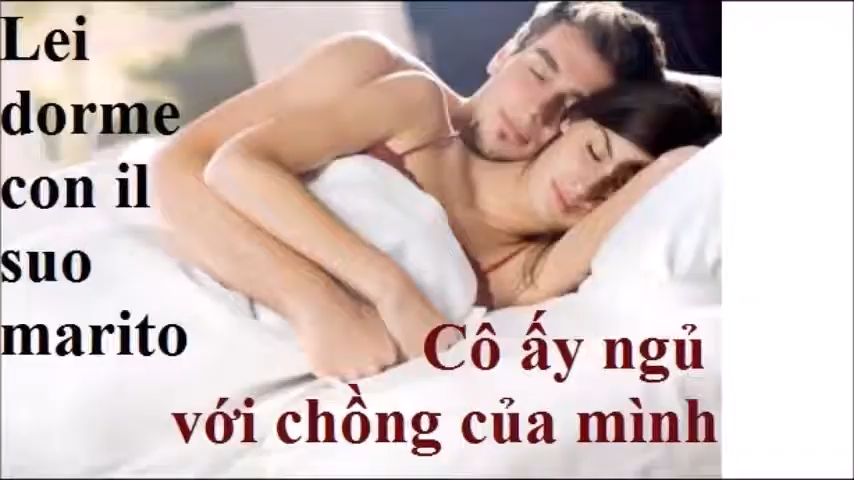 Lei
dorme
con il
suo
marito
Cô ấy ngủ
với chồng của mình